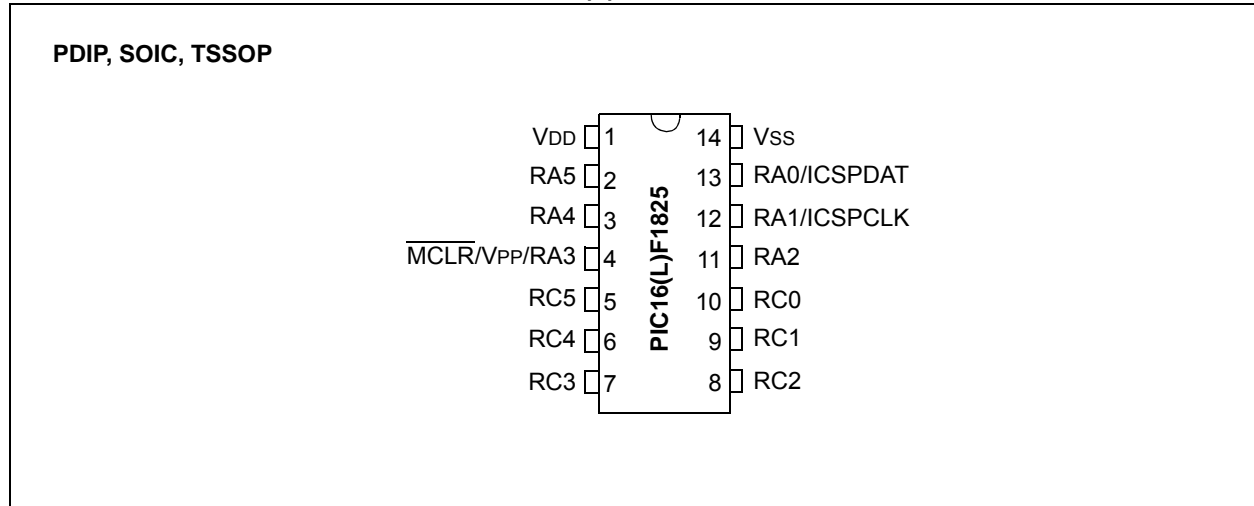 PDIP, SOIC, TSSOP
VDD 1 14 VSS
RA5 2 13 RA0/ICSPDAT
RA4 3 12 RA1/ICSPCLK
MCLR/VPP/RA3 4 11 RA2
RC5 5 10 RC0
RC4 6 9 RC1
RC3 7 8 RC2
PIC16(L)F1825